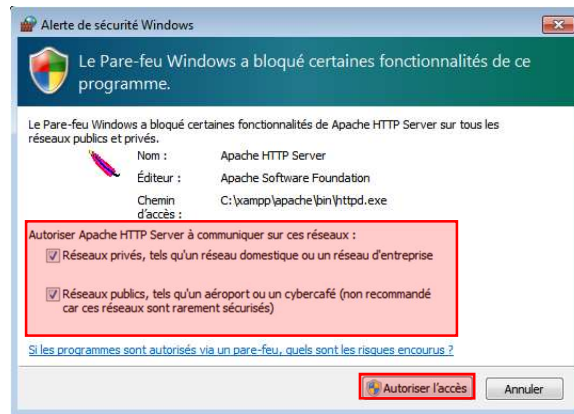 Alerte de sécurité Windows
Le Pare-feu Windows a bloqué certaines fonctionnalités de ce
programme.
Le Pare-feu Windows a bloqué certaines fonctionnalités de Apache HTTP Server sur tous les
réseaux publics et privés.
Nom : Apache HTTP Server
Éditeur : Apache Software Foundation
Chemin d'accès : C:\xampp\apache\bin\httpd.exe
Autoriser Apache HTTP Server à communiquer sur ces réseaux :
Réseaux privés, tels qu'un réseau domestique ou un réseau d'entreprise
Réseaux publics, tels qu'un aéroport ou un cybercafé (non recommandé
car ces réseaux sont rarement sécurisés)
Si les programmes sont autorisés via un pare-feu, quels sont les risques encourus ?
Autoriser l'accès Annuler